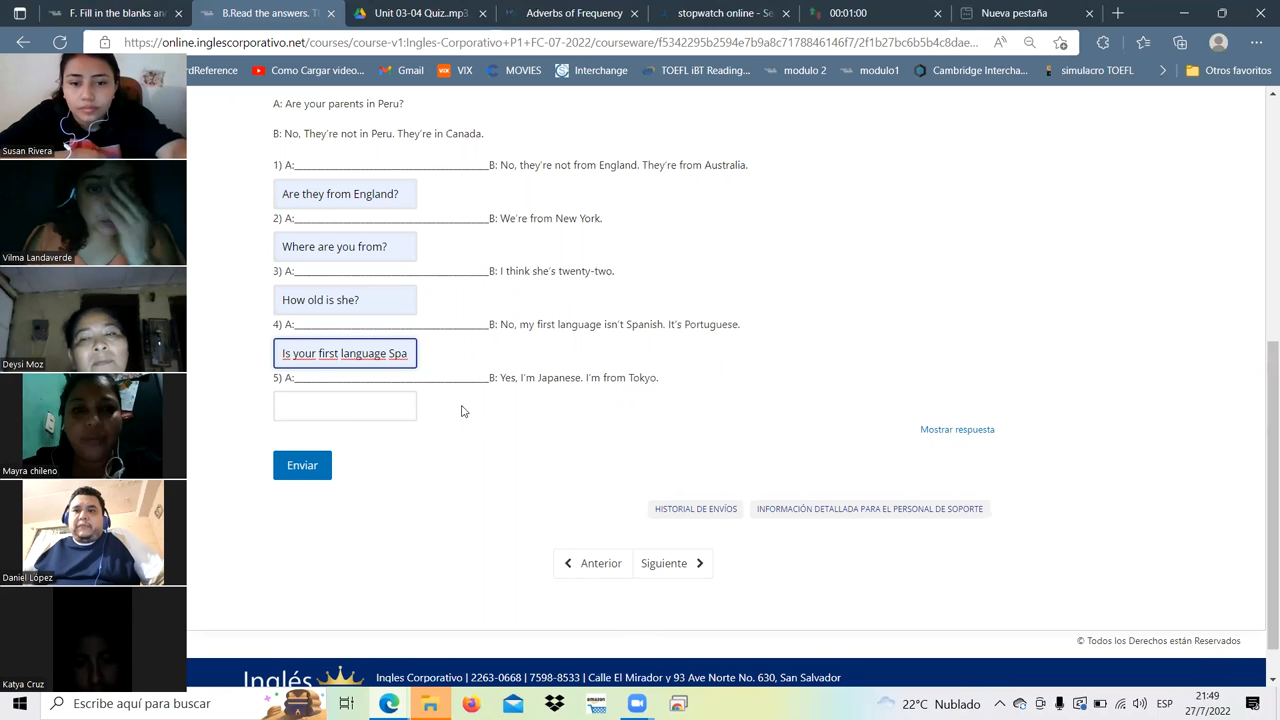 F. Fill in the blanks wit
B.Read the Ti
Unit 03-04 Quiz.mp3
Adverbs of Frequency
stopwatch online - Se
00:01:00
Nueva pestaña
https://online.inglescorporativo.net/courses/course-v1:Ingles-Corporativo+P1+FC-07-2022/courseware/f5342295b2594e7b9a8c7178846146f7/2f1b27bc6b5b4c8dae...
rdReference
Como Cargar video...
Gmail
VIX
MOVIES
Interchange
TOEFL iBT Reading...
modulo 2
modulo1
Cambridge Intercha...
simulacro TOEFL
Otros favoritos
Susan Rivera
Vilma Landaverde
Deysi Moz
Mayra chileno
Daniel López
Katya Cruz
A: Are your parents in Peru?
B: No, They're not in Peru. They're in Canada.
1) A:______________________________B: No, they're not from England. They're from Australia.
Are they from England?
2) A:______________________________B: We're from New York.
Where are you from?
3) A:______________________________B: I think she's twenty-two.
How old is she?
4) A:______________________________B: No, my first language isn't Spanish. It's Portuguese.
Is your first language Spa
5) A:______________________________B: Yes, I'm Japanese. I'm from Tokyo.
Mostrar respuesta
Enviar
HISTORIAL DE ENVÍOS
INFORMACIÓN DETALLADA PARA EL PERSONAL DE SOPORTE
Anterior
Siguiente
© Todos los Derechos están Reservados
Inglés
Ingles Corporativo | 2263-0668 | 7598-8533 | Calle El Mirador y 93 Ave Norte No. 630, San Salvador
Escribe aquí para buscar
amazon
22°C Nublado
ESP
21:49
27/7/2022